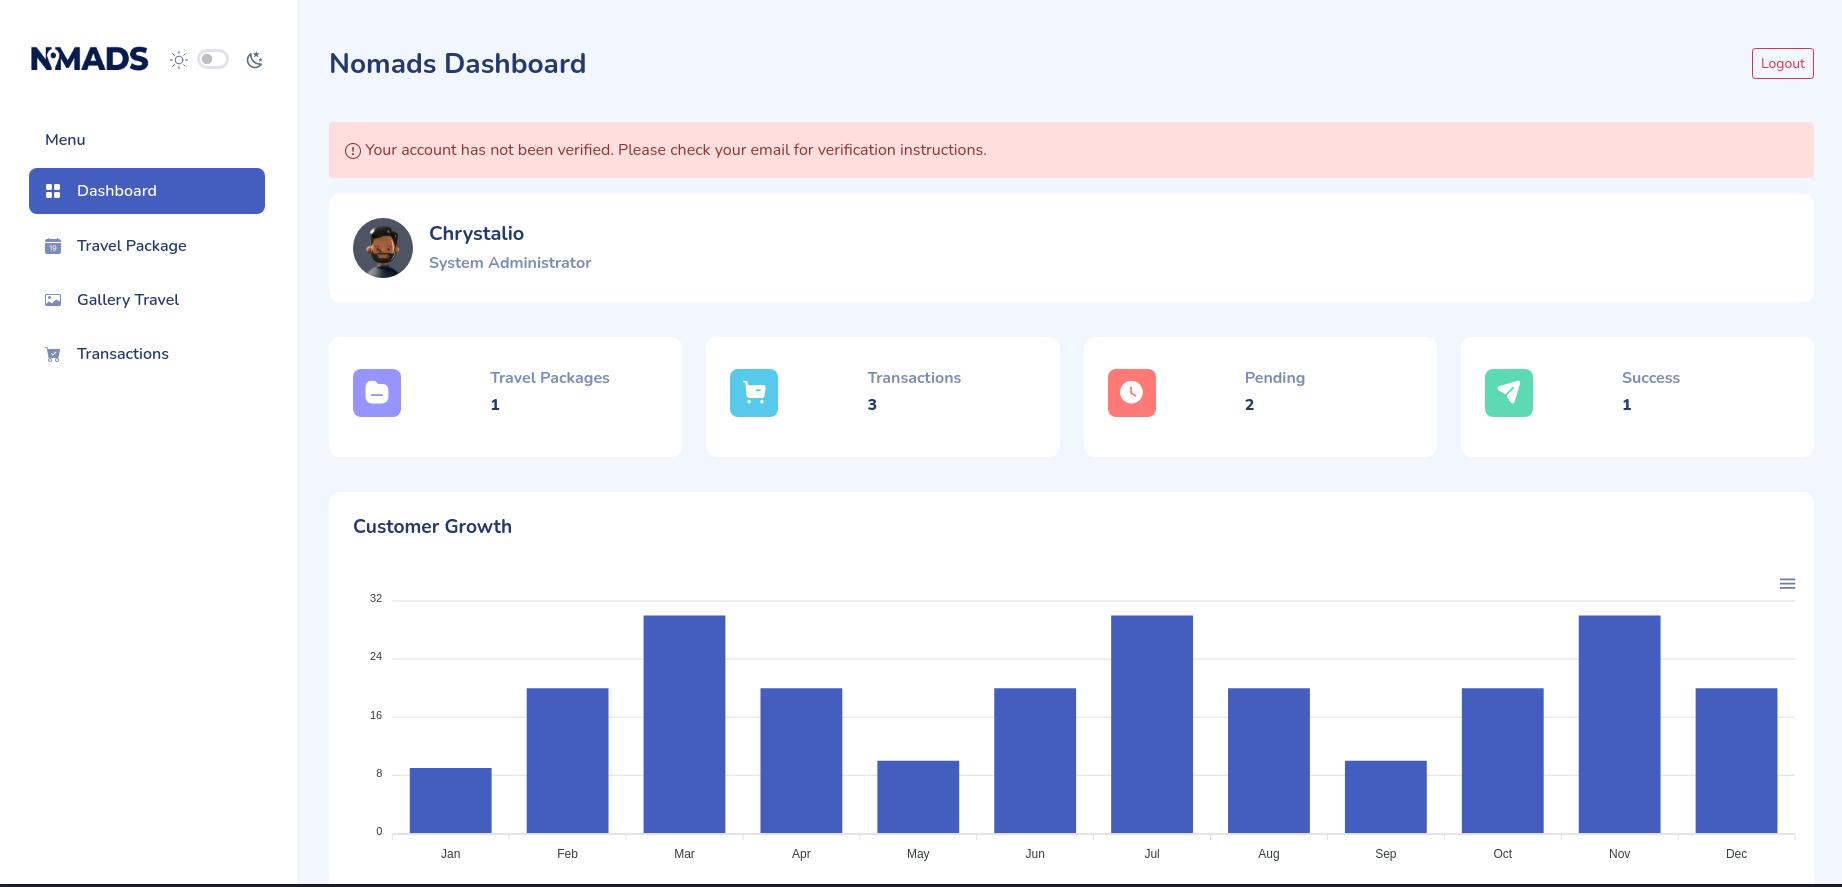 NOMADS
Menu
Dashboard
Travel Package
Gallery Travel
Transactions
Nomads Dashboard
Logout
Your account has not been verified. Please check your email for verification instructions.
Chrystalio
System Administrator
Travel Packages
1
Transactions
3
Pending
2
Success
1
Customer Growth
32
24
16
8
0
Jan Feb Mar Apr May Jun Jul Aug Sep Oct Nov Dec